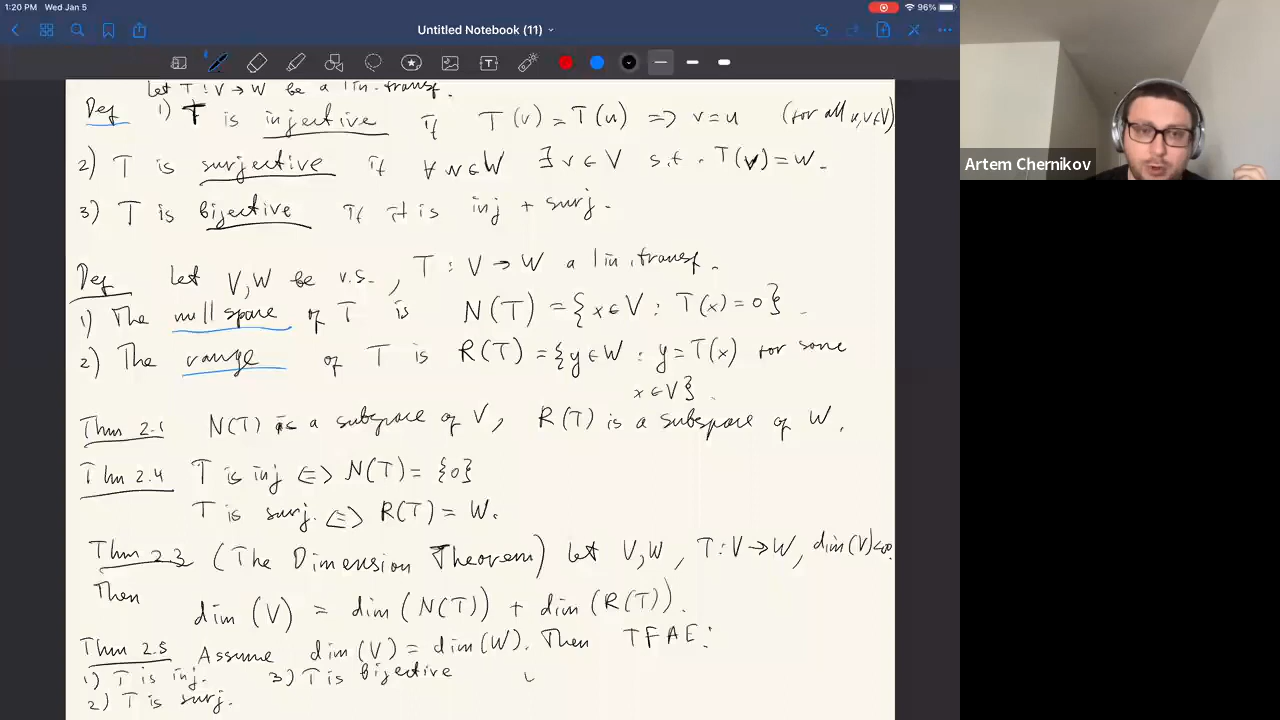 1:20 PM Wed Jan 5
96%
Untitled Notebook (11)
Let T : V → W be a lin. transf.
Def 1) T is injective if T(v) = T(u) => v = u (for all u,v ∈ V)
2) T is surjective if ∀ w ∈ W ∃ v ∈ V s.t. T(v) = w.
3) T is bijective if it is inj + surj.
Def Let V, W be v.s., T : V → W a lin. transf.
1) The null space of T is N(T) = {x ∈ V : T(x) = 0}.
2) The range of T is R(T) = {y ∈ W : y = T(x) for some
x ∈ V}.
Thm 2.1 N(T) is a subspace of V, R(T) is a subspace of W.
Thm 2.4 T is inj <=> N(T) = {0}
T is surj. <=> R(T) = W.
Thm 2.3 (The Dimension Theorem) Let V, W, T : V → W, dim(V) < ∞.
Then
dim (V) = dim (N(T)) + dim (R(T)).
Thm 2.5 Assume dim(V) = dim(W). Then TFAE:
1) T is inj. 3) T is bijective
2) T is surj.
Artem Chernikov